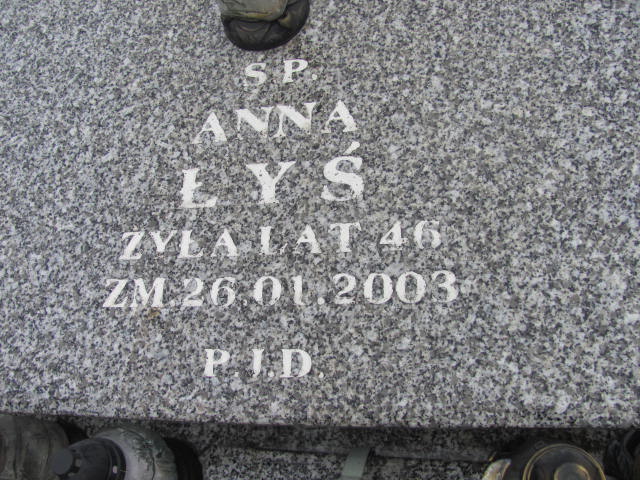 Ś.P.
ANNA
ŁYŚ
ŻYŁA LAT 46
ZM.26.01.2003
P.J.D.